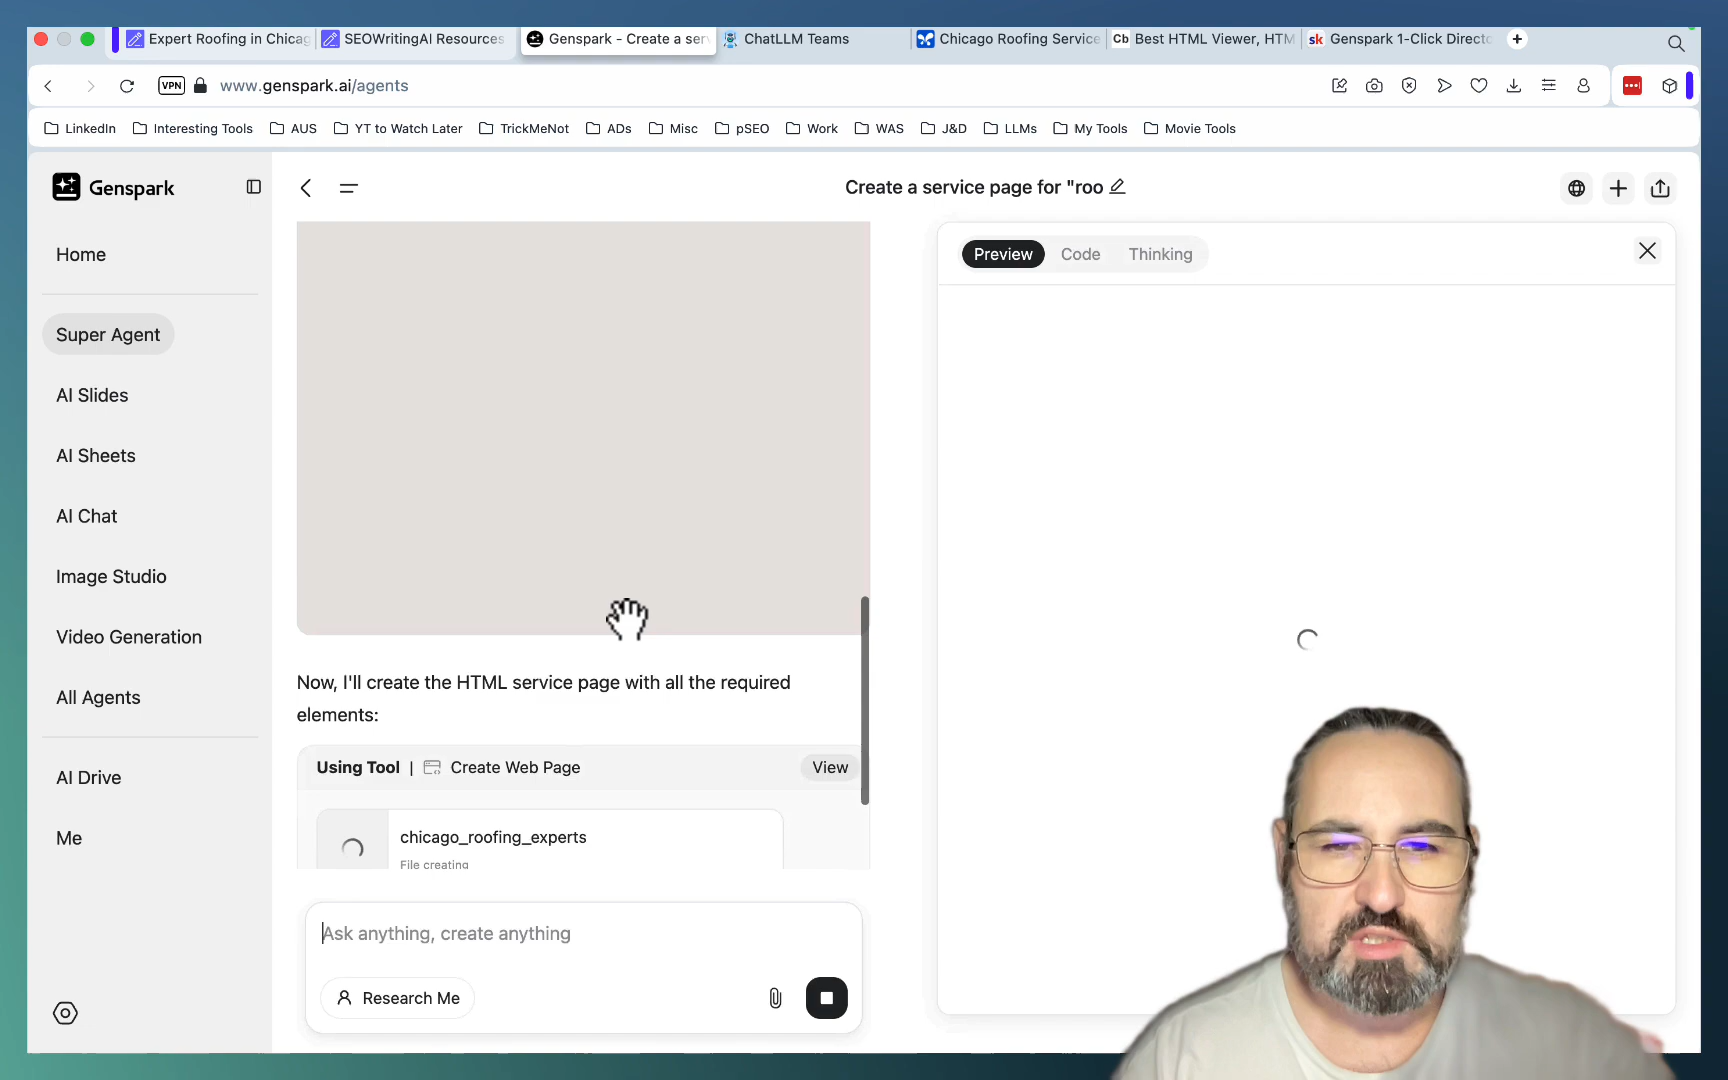 Expert Roofing in Chicag
SEOWritingAI Resources
Genspark - Create a ser
ChatLLM Teams
Chicago Roofing Service
Cb Best HTML Viewer, HTM
sk Genspark 1-Click Direct
VPN
www.genspark.ai/agents
LinkedIn
Interesting Tools
AUS
YT to Watch Later
TrickMeNot
ADs
Misc
pSEO
Work
WAS
J&D
LLMs
My Tools
Movie Tools
Genspark
Home
Super Agent
AI Slides
AI Sheets
AI Chat
Image Studio
Video Generation
All Agents
AI Drive
Me
Create a service page for "roo
Now, I'll create the HTML service page with all the required
elements:
Using Tool | Create Web Page
View
chicago_roofing_experts
File creating
Ask anything, create anything
Research Me
Preview
Code
Thinking